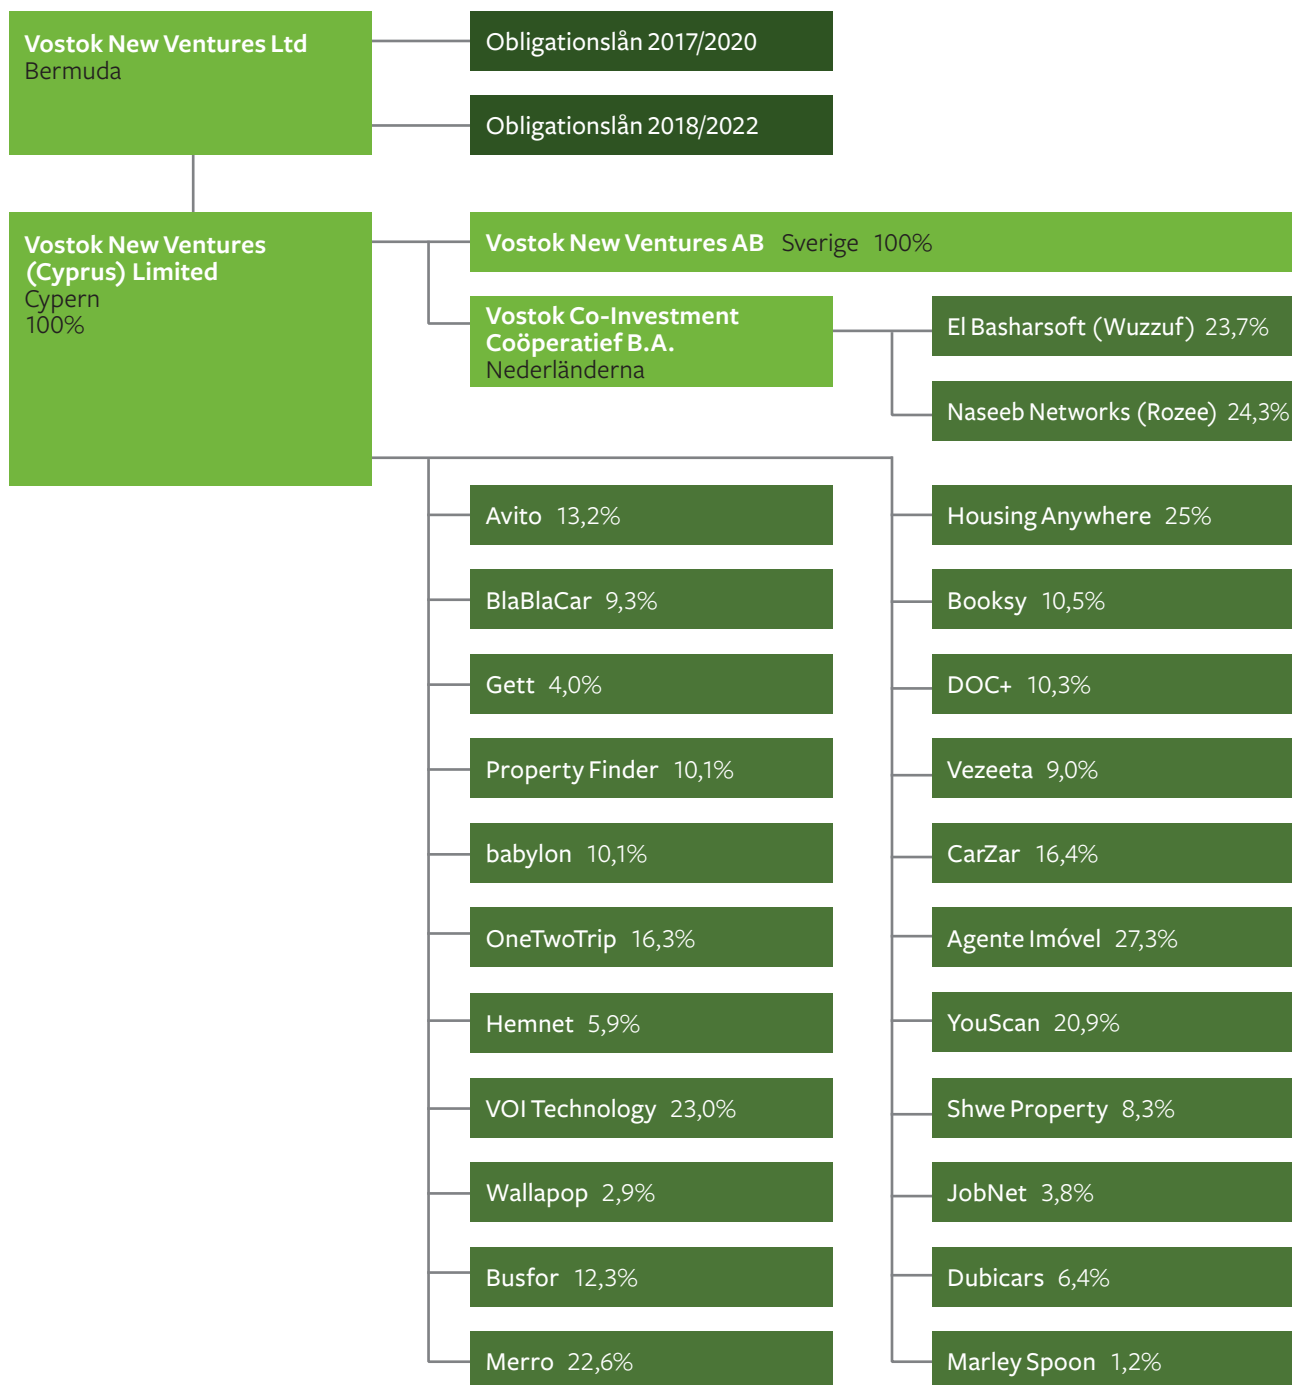 Vostok New Ventures Ltd
Bermuda
Obligationslån 2017/2020
Obligationslån 2018/2022
Vostok New Ventures
(Cyprus) Limited
Cypern
100%
Vostok New Ventures AB Sverige 100%
Vostok Co-Investment
Coöperatief B.A.
Nederländerna
El Basharsoft (Wuzzuf) 23,7%
Naseeb Networks (Rozee) 24,3%
Avito 13,2%
BlaBlaCar 9,3%
Gett 4,0%
Property Finder 10,1%
babylon 10,1%
OneTwoTrip 16,3%
Hemnet 5,9%
VOI Technology 23,0%
Wallapop 2,9%
Busfor 12,3%
Merro 22,6%
Housing Anywhere 25%
Booksy 10,5%
DOC+ 10,3%
Vezeeta 9,0%
CarZar 16,4%
Agente Imóvel 27,3%
YouScan 20,9%
Shwe Property 8,3%
JobNet 3,8%
Dubicars 6,4%
Marley Spoon 1,2%